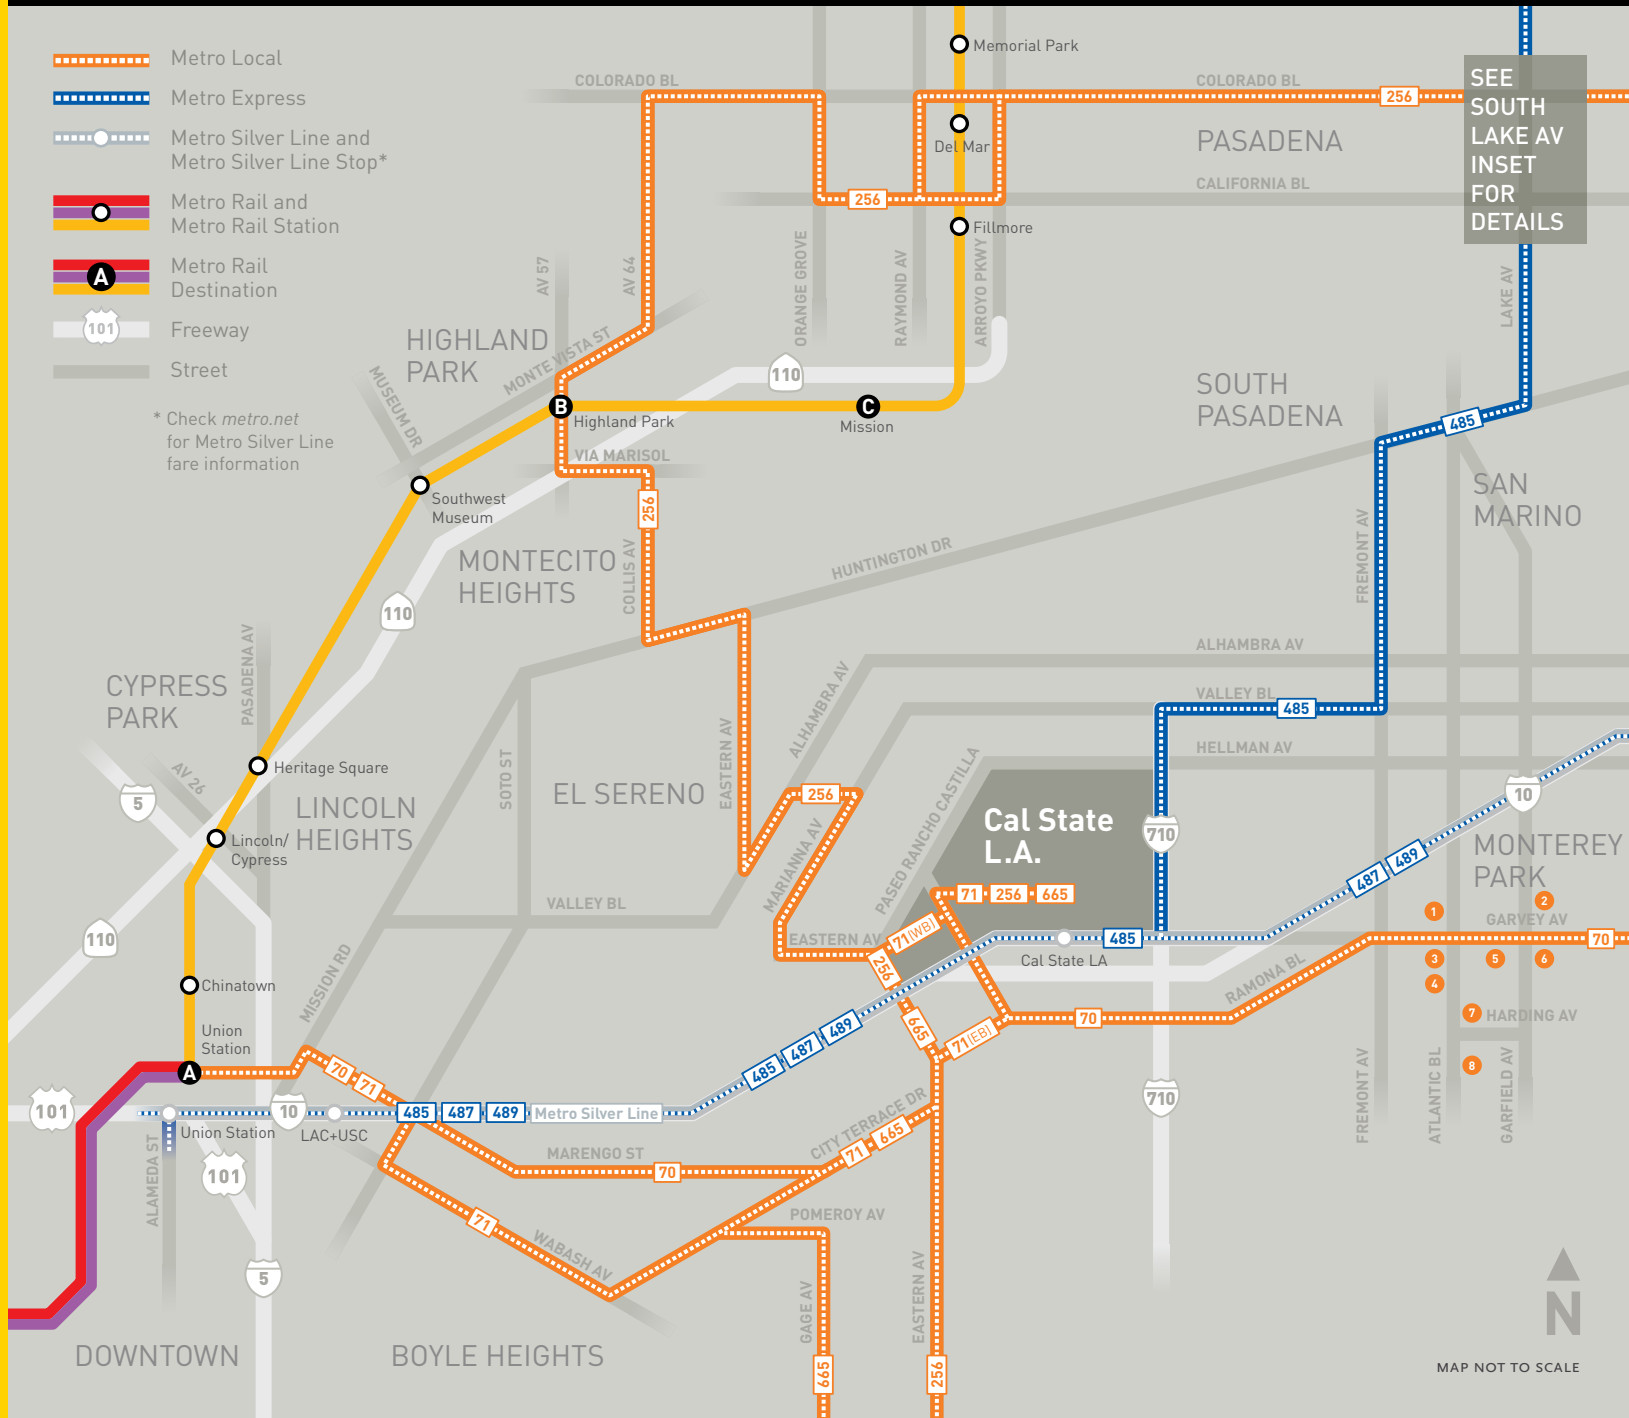 Metro Local
Metro Express
Metro Silver Line and
Metro Silver Line Stop*
Metro Rail and
Metro Rail Station
A
Metro Rail
Destination
101
Freeway
Street
* Check metro.net
for Metro Silver Line
fare information
Memorial Park
COLORADO BL
COLORADO BL
256
SEE
SOUTH
LAKE AV
INSET
FOR
DETAILS
Del Mar
PASADENA
CALIFORNIA BL
256
Fillmore
AV 57
AV 64
ORANGE GROVE
RAYMOND AV
ARROYO PKWY
LAKE AV
HIGHLAND
PARK
MONTE VISTA ST
MUSEUM DR
110
SOUTH
PASADENA
B
Highland Park
C
Mission
485
VIA MARISOL
Southwest
Museum
256
SAN
MARINO
MONTECITO
HEIGHTS
COLLIS AV
HUNTINGTON DR
FREMONT AV
110
PASADENA AV
ALHAMBRA AV
CYPRESS
PARK
ALHAMBRA AV
VALLEY BL
485
HELLMAN AV
EASTERN AV
SOTO ST
AV 26
Heritage Square
5
EL SERENO
256
PASEO RANCHO CASTILLA
10
LINCOLN
HEIGHTS
Lincoln/
Cypress
Cal State
L.A.
710
MONTEREY
PARK
MARIANNA AV
487
489
71
256
665
VALLEY BL
1
2
GARVEY AV
110
EASTERN AV
71(WB)
485
70
MISSION RD
256
Cal State LA
3
5
6
Chinatown
RAMONA BL
4
665
70
7
HARDING AV
Union
Station
71(EB)
485
487
489
A
70
71
8
101
10
485
487
489
Metro Silver Line
710
Union Station
LAC+USC
CITY TERRACE DR
FREMONT AV
ATLANTIC BL
GARFIELD AV
MARENGO ST
71
665
70
ALAMEDA ST
101
71
POMEROY AV
WABASH AV
5
GAGE AV
EASTERN AV
N
DOWNTOWN
BOYLE HEIGHTS
665
256
MAP NOT TO SCALE